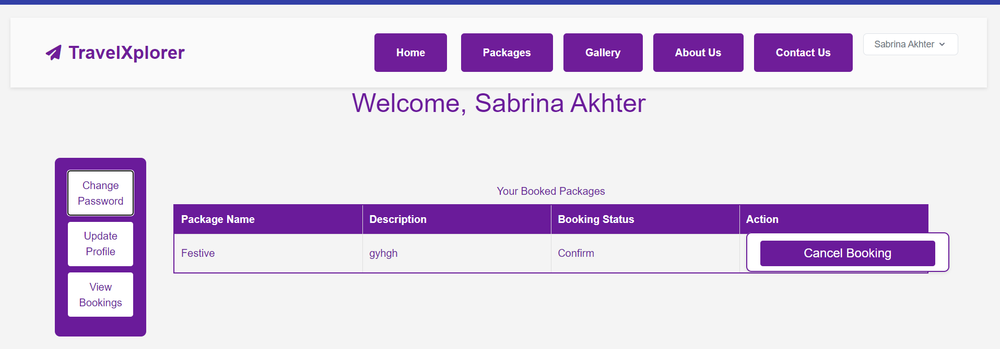 TravelXplorer
Home
Packages
Gallery
About Us
Contact Us
Sabrina Akhter
Welcome, Sabrina Akhter
Change
Password
Update
Profile
View
Bookings
Your Booked Packages
Package Name
Description
Booking Status
Action
Festive
gyhgh
Confirm
Cancel Booking